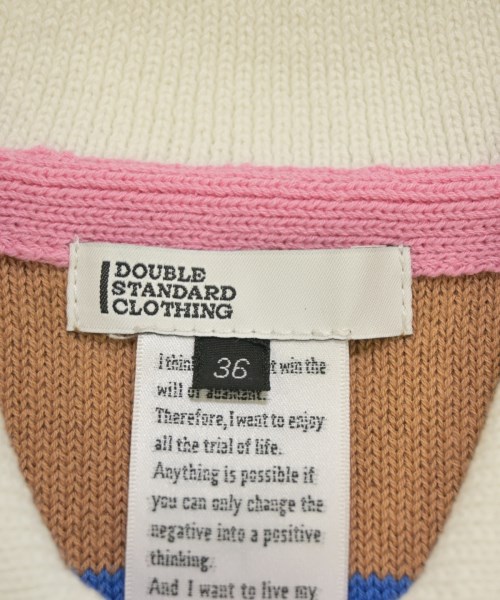 DOUBLE
STANDARD
CLOTHING
36
I think t win the
will of adamant.
Therefore, I want to enjoy
all the trial of life.
Anything is possible if
you can only change the
negative into a positive
thinking.
And I want to live my